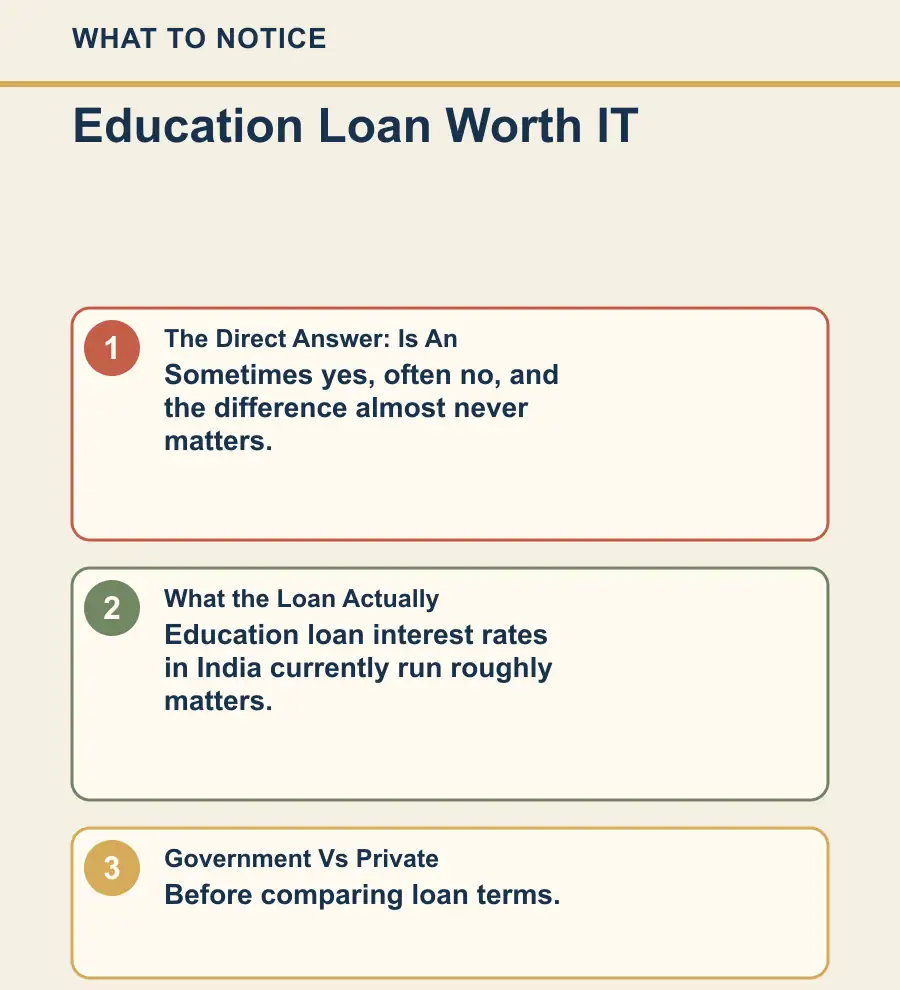 WHAT TO NOTICE
Education Loan Worth IT
1
The Direct Answer: Is An
Sometimes yes, often no, and
the difference almost never
matters.
2
What the Loan Actually
Education loan interest rates
in India currently run roughly
matters.
3
Government Vs Private
Before comparing loan terms.